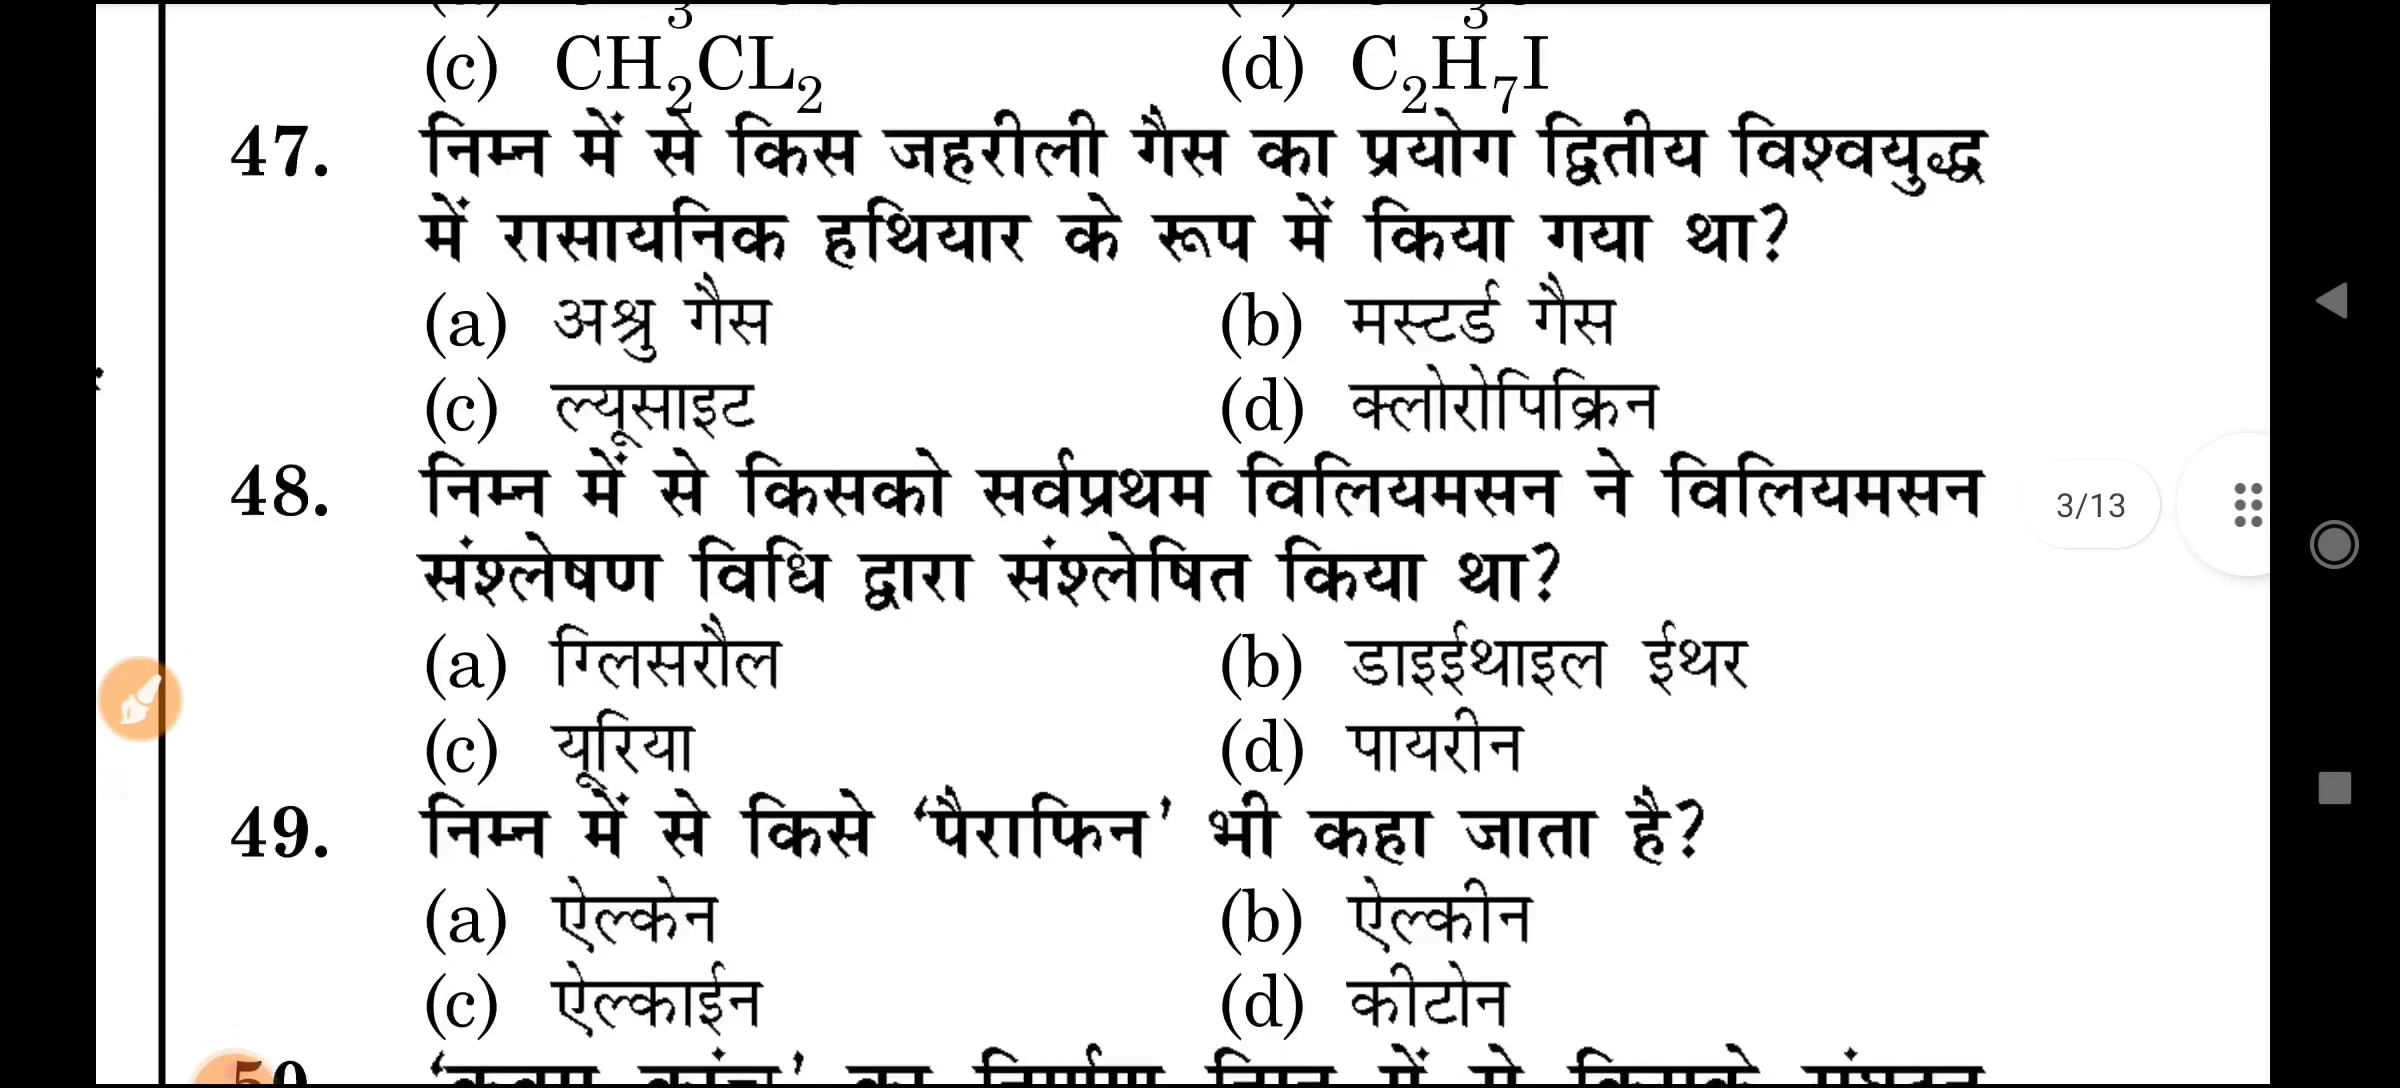 (c) CH₂CL₂ (d) C₂H₇I
47. निम्न में से किस जहरीली गैस का प्रयोग द्वितीय विश्वयुद्ध
में रासायनिक हथियार के रूप में किया गया था?
(a) अश्रु गैस (b) मस्टर्ड गैस
(c) ल्यूसाइट (d) क्लोरोपिक्रिन
48. निम्न में से किसको सर्वप्रथम विलियमसन ने विलियमसन
संश्लेषण विधि द्वारा संश्लेषित किया था?
(a) ग्लिसरौल (b) डाइईथाइल ईथर
(c) यूरिया (d) पायरीन
3/13
49. निम्न में से किसे ‘पैराफिन’ भी कहा जाता है?
(a) ऐल्केन (b) ऐल्कीन
(c) ऐल्काईन (d) कीटोन